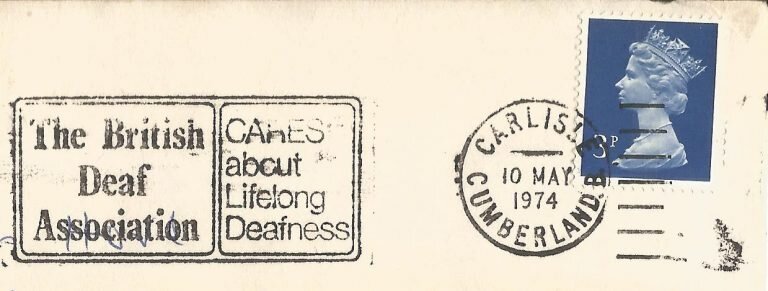 The British
Deaf
Association
CARES
about
Lifelong
Deafness
CARLISLE
10 MAY
1974
CUMBERLAND B
3P